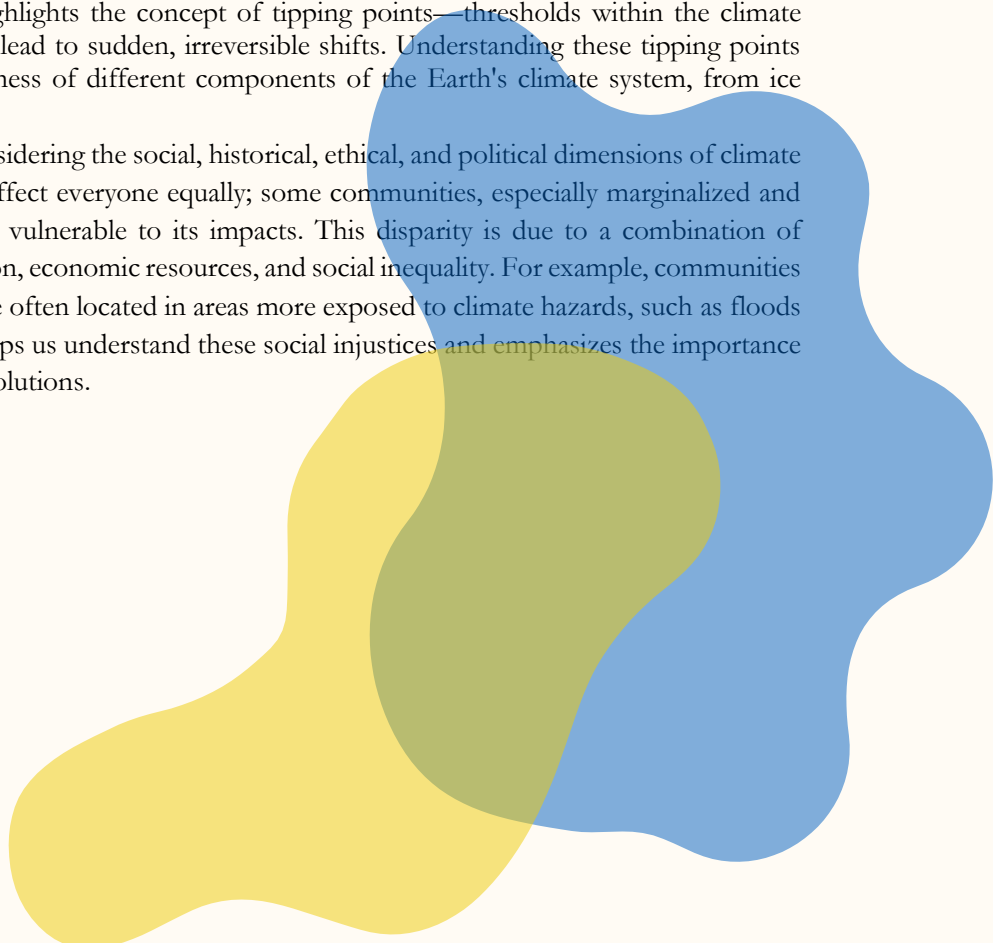 ghlights the concept of tipping points—thresholds within the climate
lead to sudden, irreversible shifts. Understanding these tipping points
ness of different components of the Earth's climate system, from ice
sidering the social, historical, ethical, and political dimensions of climate
ffect everyone equally; some communities, especially marginalized and
vulnerable to its impacts. This disparity is due to a combination of
on, economic resources, and social inequality. For example, communities
e often located in areas more exposed to climate hazards, such as floods
ps us understand these social injustices and emphasizes the importance
olutions.